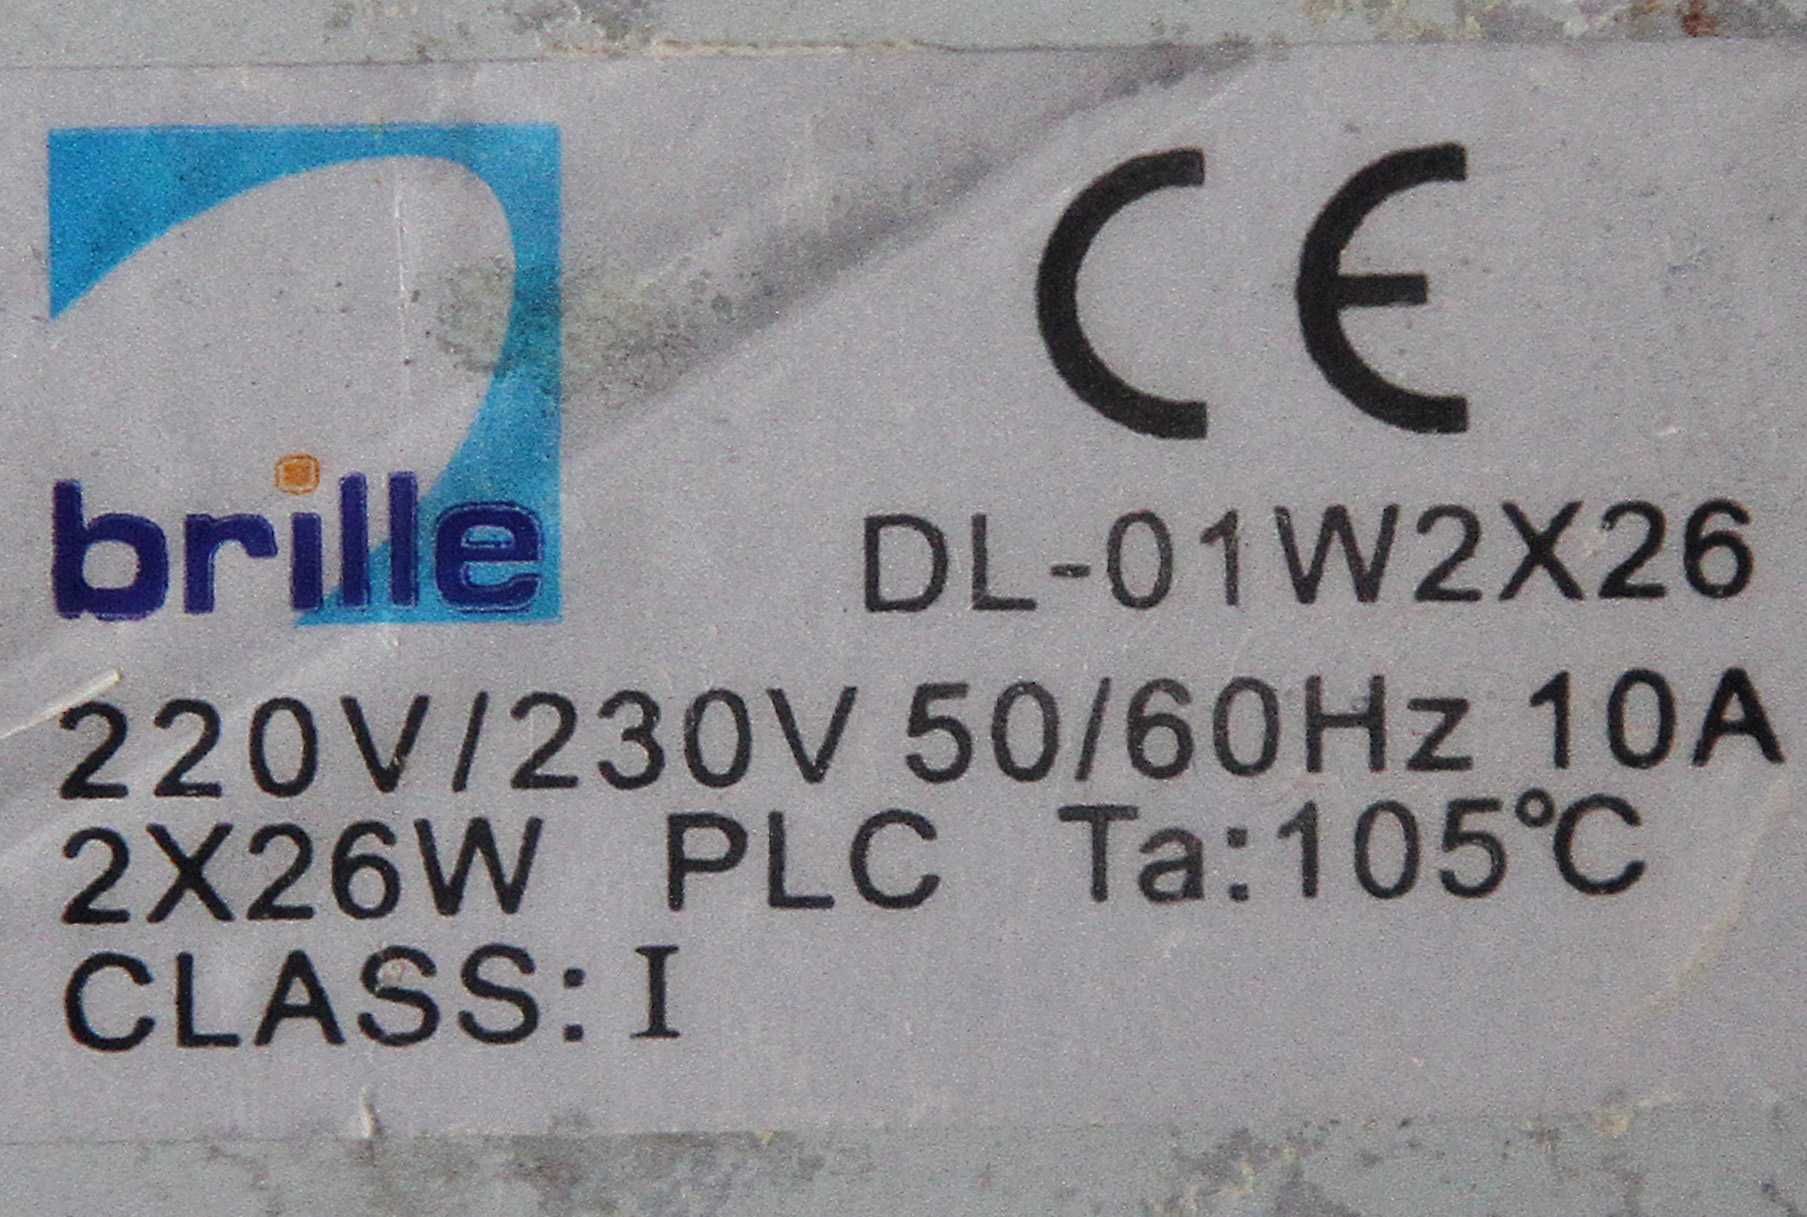 brille
CE
DL-01W2X26
220V/230V 50/60Hz 10A
2X26W PLC Ta:105℃
CLASS: I